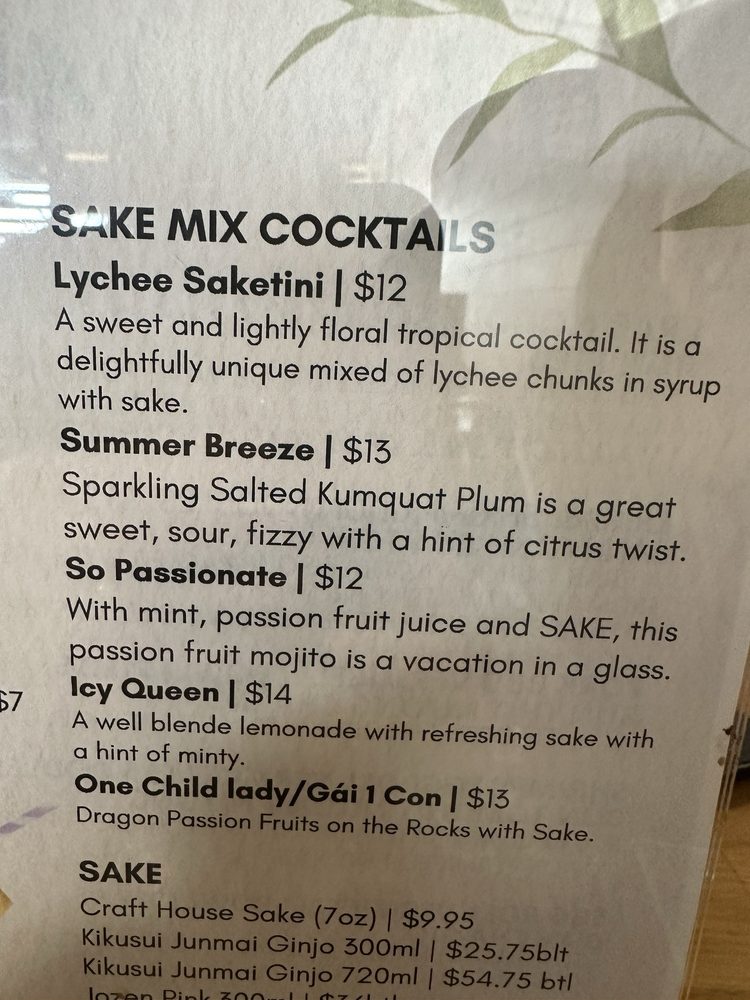 SAKE MIX COCKTAILS
Lychee Saketini | $12
A sweet and lightly floral tropical cocktail. It is a
delightfully unique mixed of lychee chunks in syrup
with sake.
Summer Breeze | $13
Sparkling Salted Kumquat Plum is a great
sweet, sour, fizzy with a hint of citrus twist.
So Passionate | $12
With mint, passion fruit juice and SAKE, this
passion fruit mojito is a vacation in a glass.
Icy Queen | $14
$7
A well blende lemonade with refreshing sake with
a hint of minty.
One Child lady/Gái 1 Con | $13
Dragon Passion Fruits on the Rocks with Sake.
SAKE
Craft House Sake (7oz) | $9.95
Kikusui Junmai Ginjo 300ml | $25.75blt
Kikusui Junmai Ginjo 720ml | $54.75 btl
Jozen Pink 300ml |